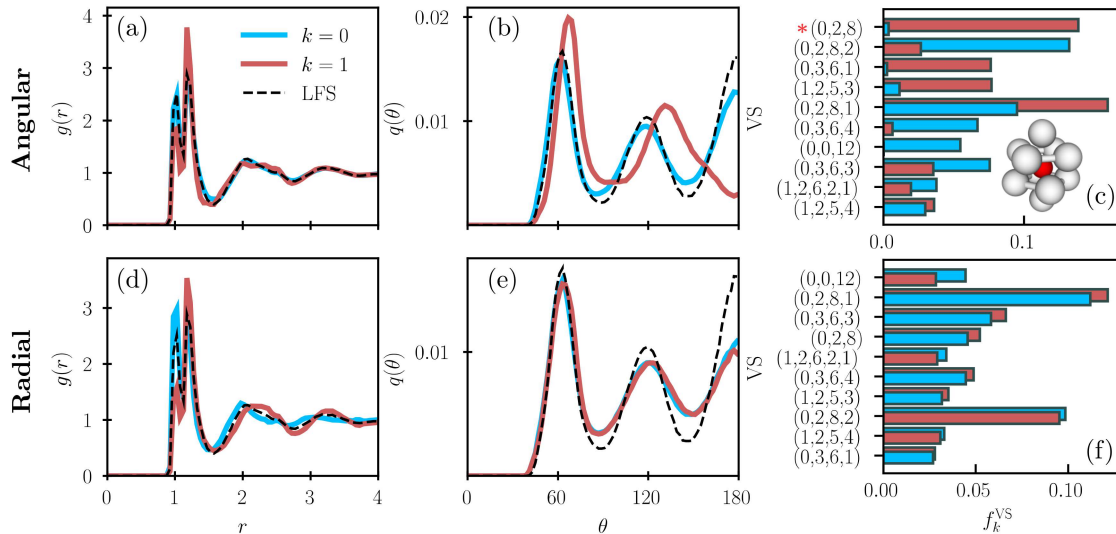 Angular
(a)
g(r)
4
3
2
1
0
k = 0
k = 1
LFS
(b)
q(θ)
0.02
0.01
0.00
VS
* (0,2,8)
(0,2,8,2)
(0,3,6,1)
(1,2,5,3)
(0,2,8,1)
(0,3,6,4)
(0,0,12)
(0,3,6,3)
(1,2,6,2,1)
(1,2,5,4)
(c)
0.0
0.1
Radial
(d)
g(r)
3
2
1
0
0
1
2
3
4
r
(e)
q(θ)
0.01
0
60
120
180
θ
VS
(0,0,12)
(0,2,8,1)
(0,3,6,3)
(0,2,8)
(1,2,6,2,1)
(0,3,6,4)
(1,2,5,3)
(0,2,8,2)
(1,2,5,4)
(0,3,6,1)
(f)
0.00
0.05
0.10
f_k^VS